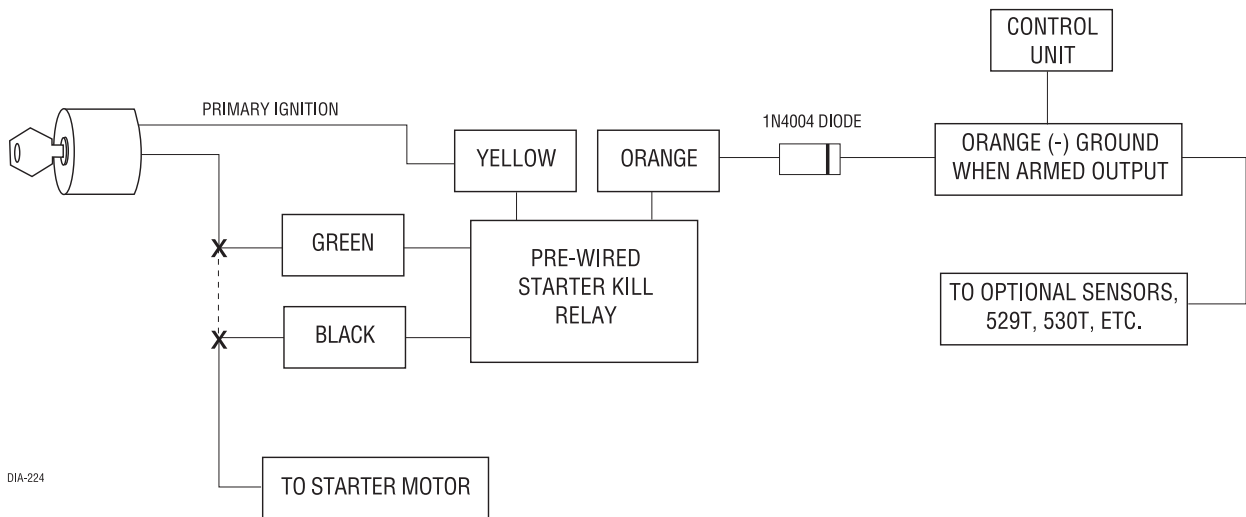 CONTROL
UNIT
PRIMARY IGNITION
1N4004 DIODE
YELLOW
ORANGE
ORANGE (-) GROUND
WHEN ARMED OUTPUT
GREEN
PRE-WIRED
STARTER KILL
RELAY
X
TO OPTIONAL SENSORS,
529T, 530T, ETC.
BLACK
X
DIA-224
TO STARTER MOTOR